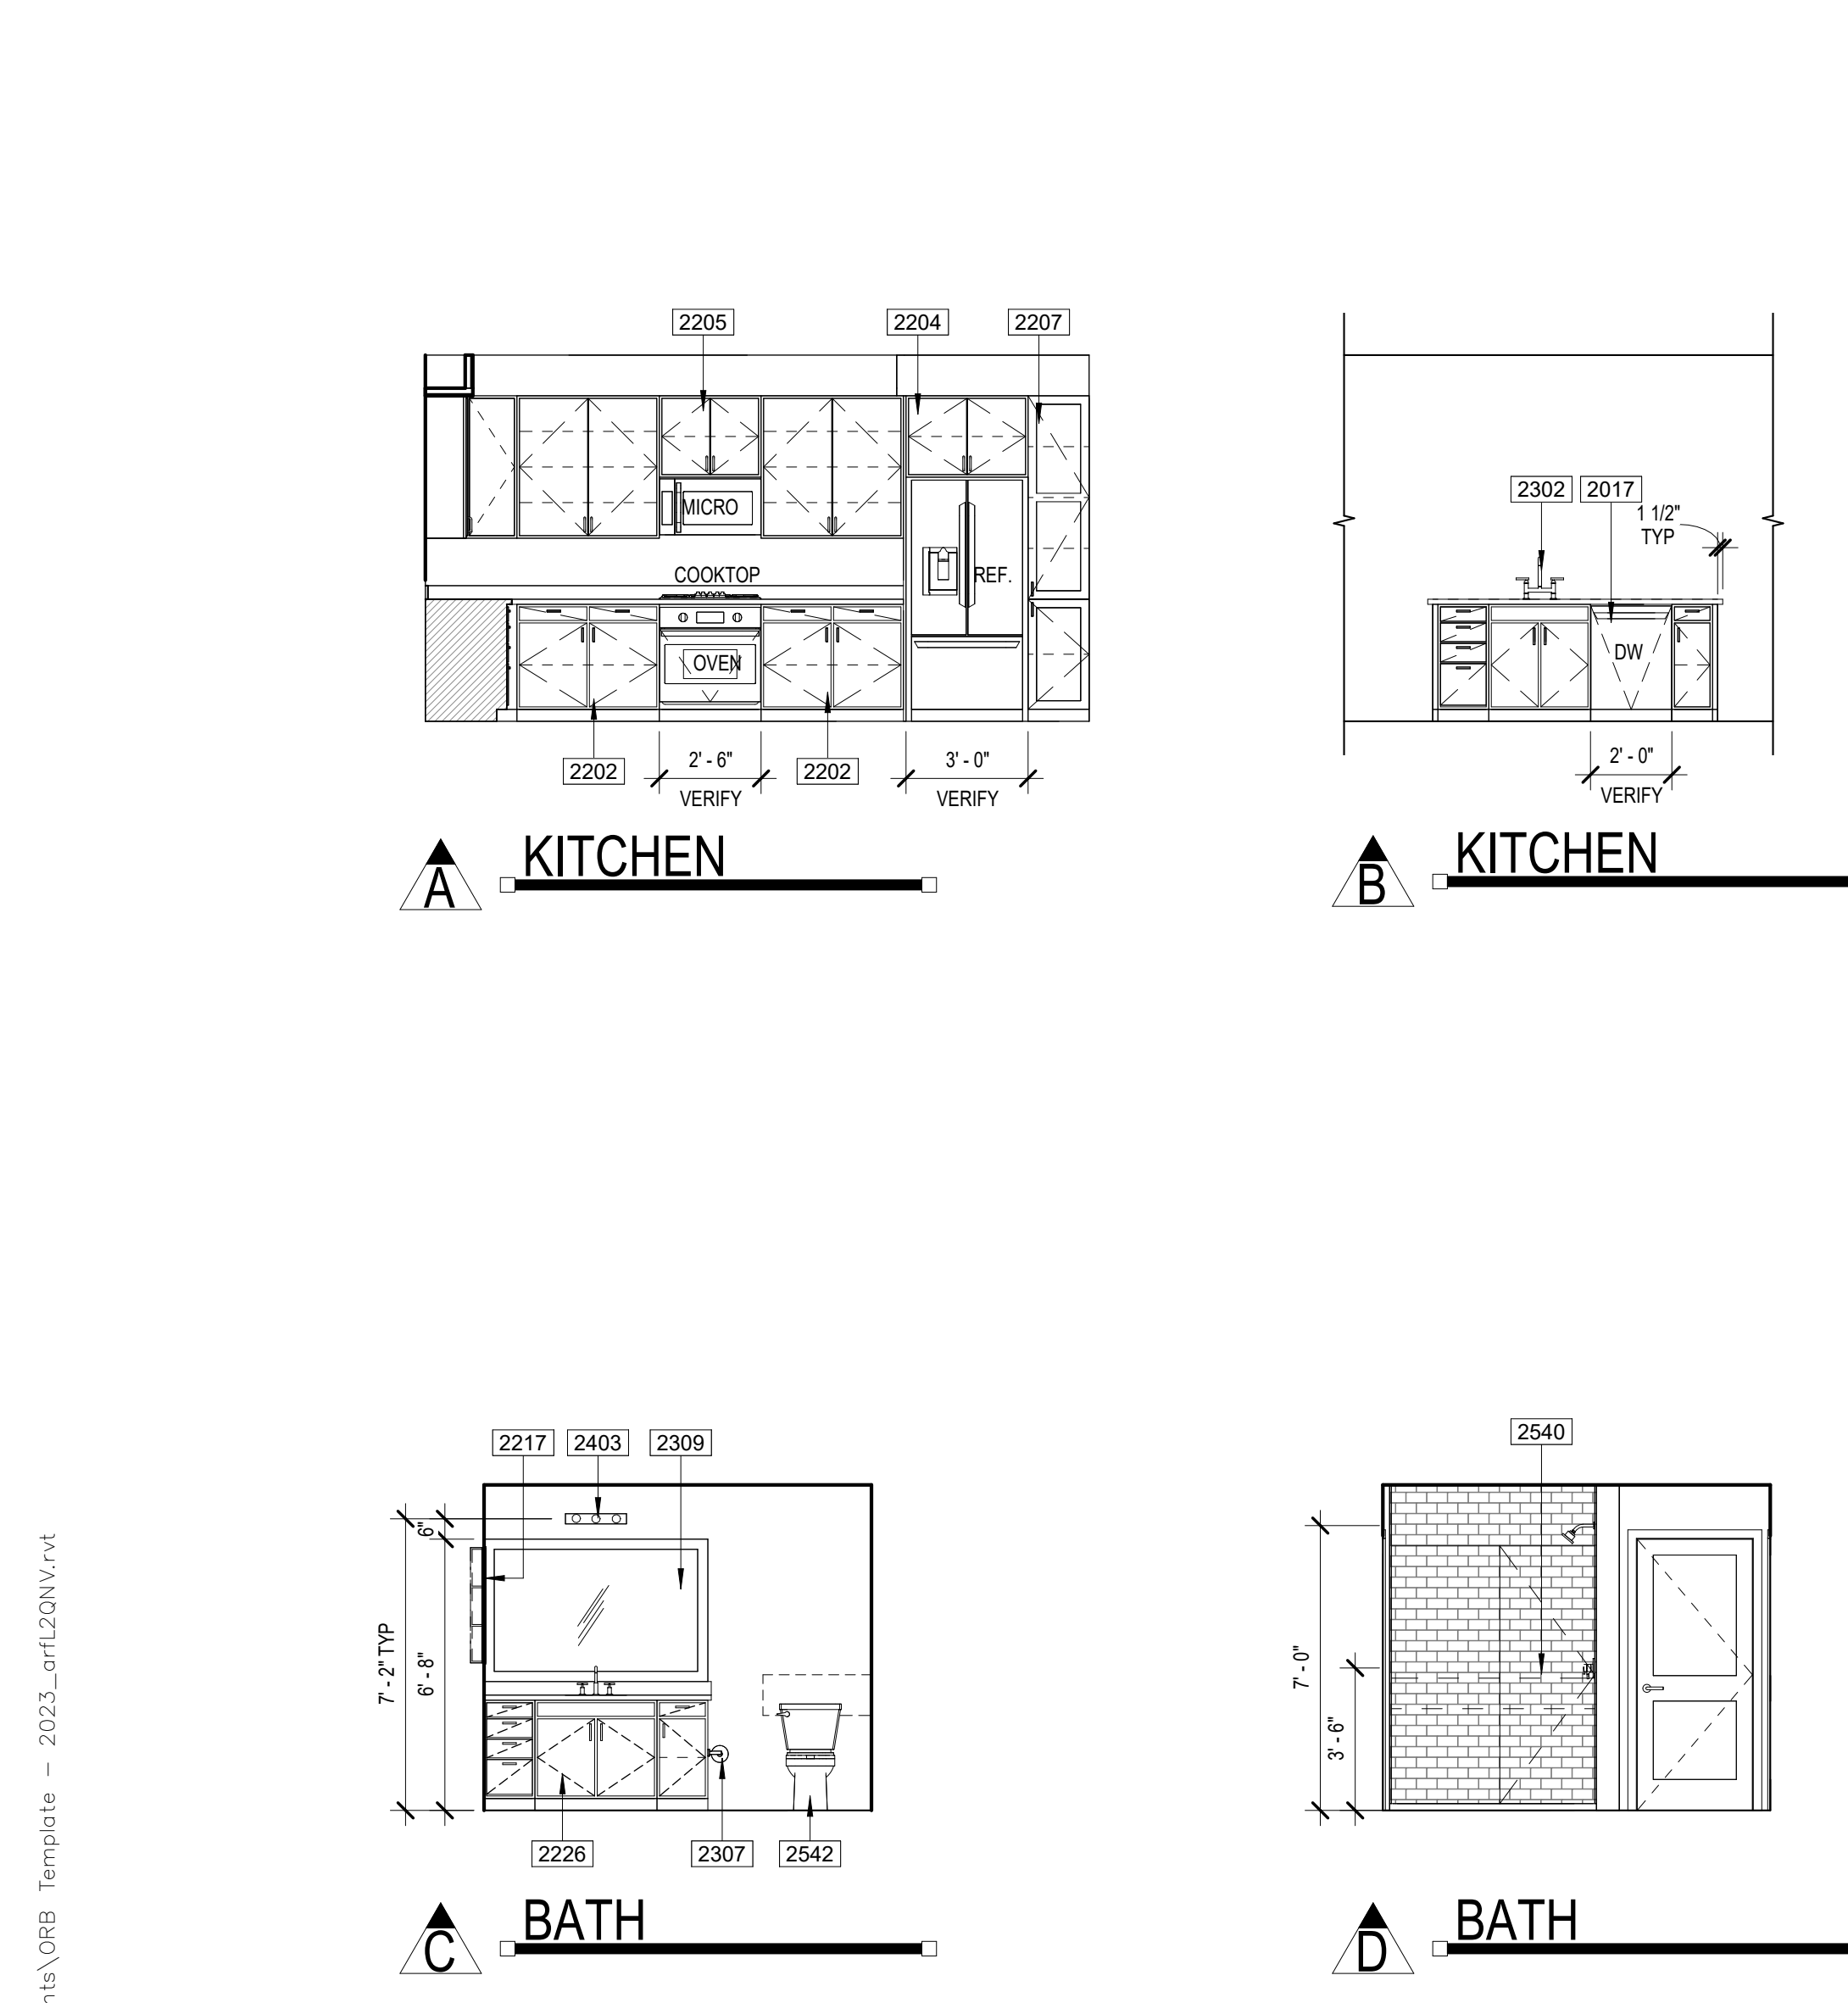 2205
2204
2207
MICRO
COOKTOP
REF.
OVEN
2202
2' - 6"
VERIFY
2202
3' - 0"
VERIFY
A
KITCHEN
2302
2017
1 1/2"
TYP
DW
2' - 0"
VERIFY
B
KITCHEN
2217
2403
2309
6"
7' - 2" TYP
6' - 8"
2226
2307
2542
C
BATH
2540
7' - 0"
3' - 6"
D
BATH
nts\ORB Template - 2023_arfL2QNV.rvt